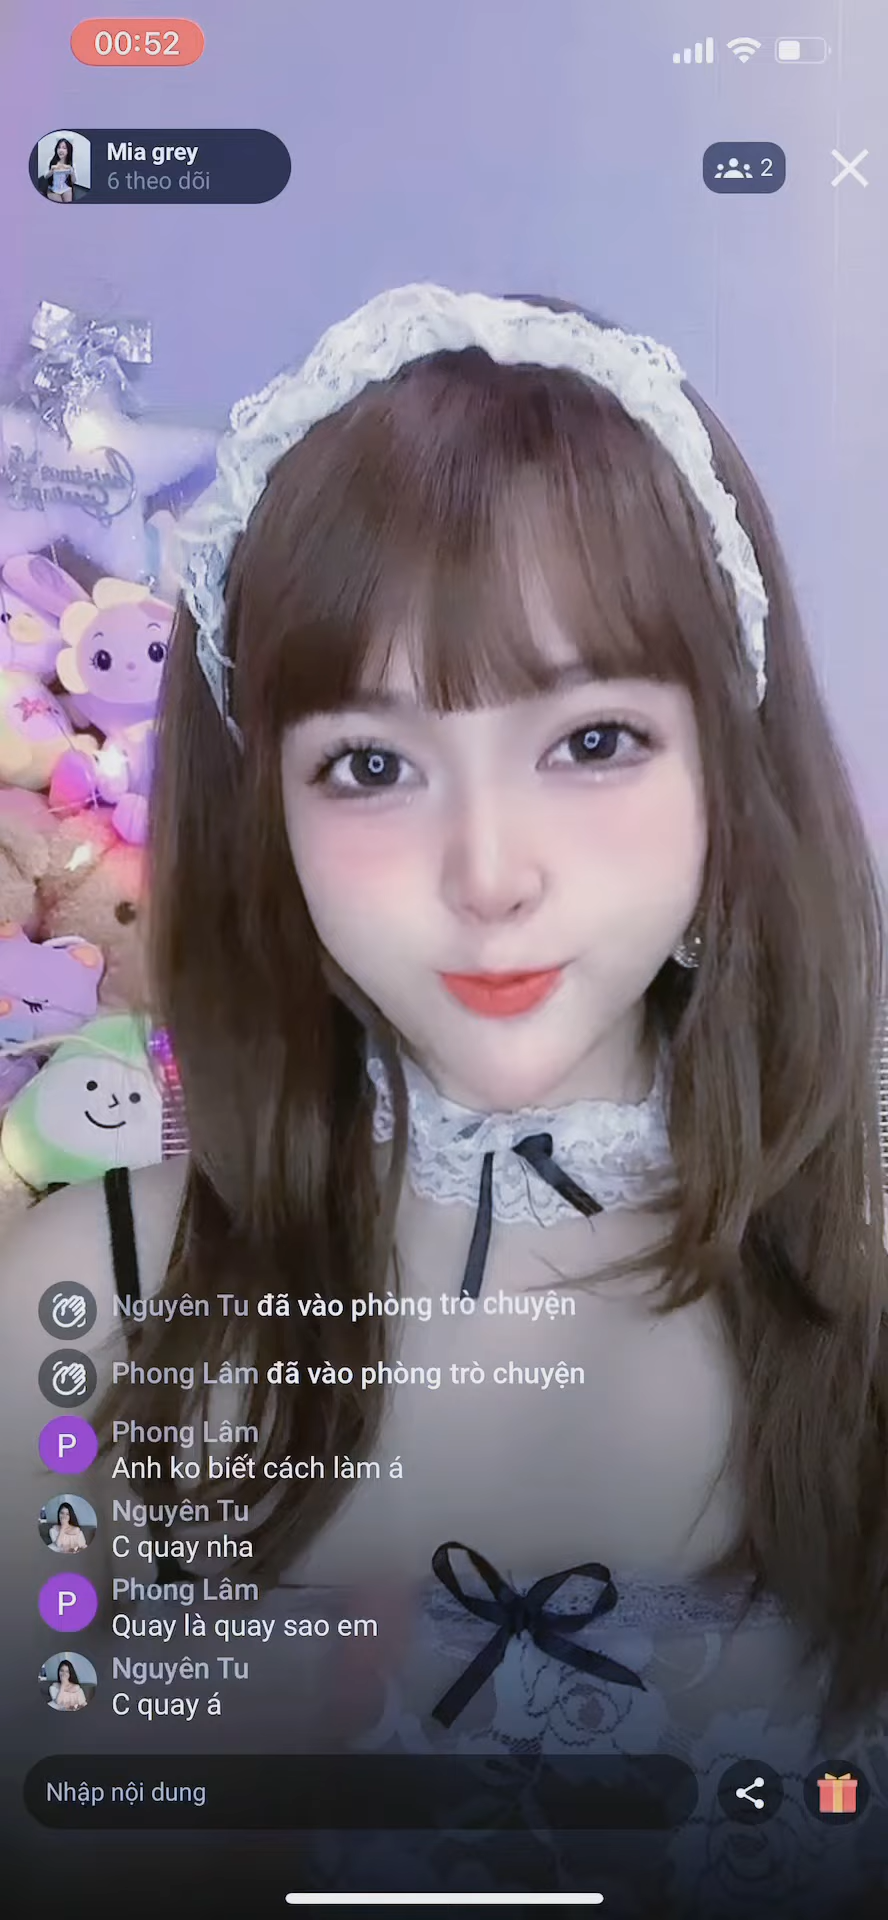 00:52
Mia grey
6 theo dõi
2
Nguyên Tu đã vào phòng trò chuyện
Phong Lâm đã vào phòng trò chuyện
P
Phong Lâm
Anh ko biết cách làm á
Nguyên Tu
C quay nha
P
Phong Lâm
Quay là quay sao em
Nguyên Tu
C quay á
Nhập nội dung